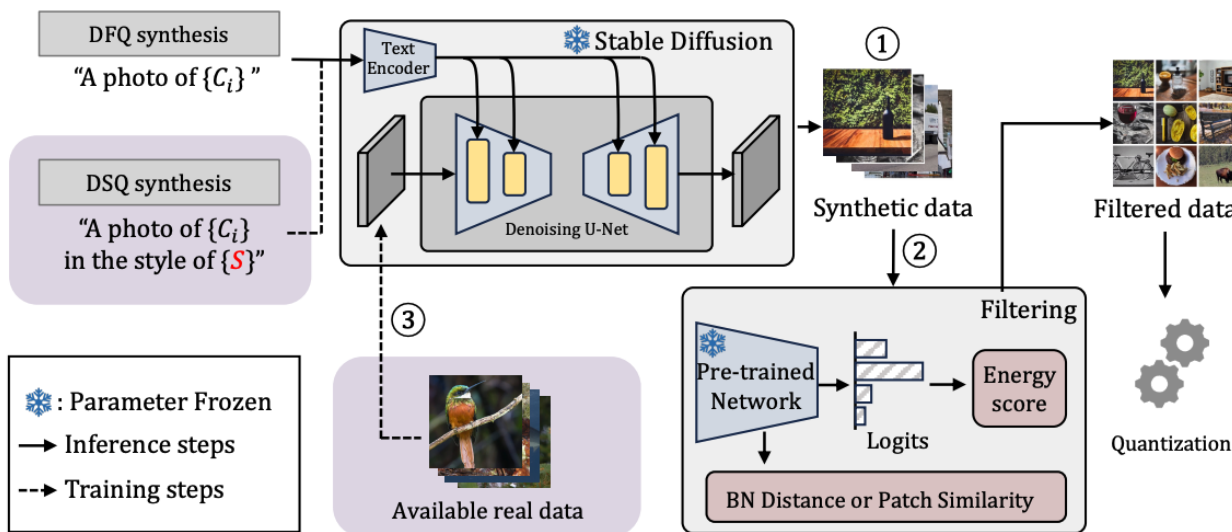 DFQ synthesis
“A photo of {C_i} ”
DSQ synthesis
“A photo of {C_i}
in the style of {S}”
Text
Encoder
Stable Diffusion
Denoising U-Net
①
Synthetic data
②
③
Available real data
Filtering
Pre-trained
Network
Logits
Energy
score
BN Distance or Patch Similarity
Filtered data
Quantization
: Parameter Frozen
Inference steps
Training steps